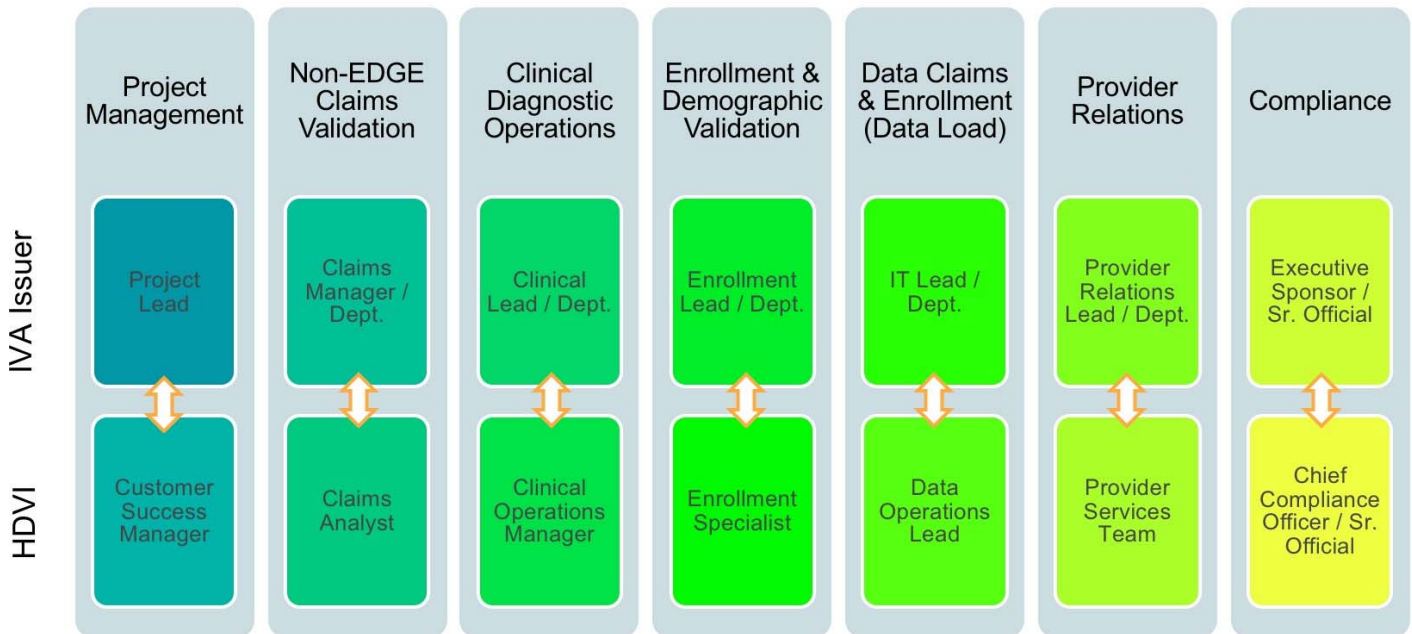 Project
Management
Non-EDGE
Claims
Validation
Clinical
Diagnostic
Operations
Enrollment &
Demographic
Validation
Data Claims
& Enrollment
(Data Load)
Provider
Relations
Compliance
IVA Issuer
Project
Lead
Claims
Manager /
Dept.
Clinical
Lead / Dept.
Enrollment
Lead / Dept.
IT Lead /
Dept.
Provider
Relations
Lead / Dept.
Executive
Sponsor /
Sr. Official
HDVI
Customer
Success
Manager
Claims
Analyst
Clinical
Operations
Manager
Enrollment
Specialist
Data
Operations
Lead
Provider
Services
Team
Chief
Compliance
Officer / Sr.
Official